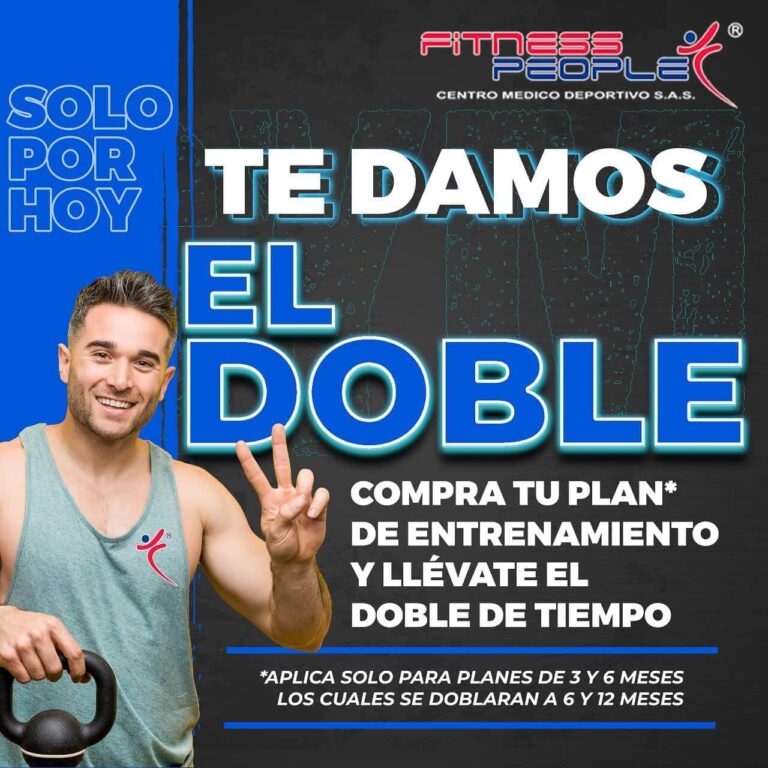 FITNESS
PEOPLE ®
CENTRO MEDICO DEPORTIVO S.A.S.
SOLO
POR
HOY
TE DAMOS
EL
DOBLE
COMPRA TU PLAN*
DE ENTRENAMIENTO
Y LLÉVATE EL
DOBLE DE TIEMPO
®
*APLICA SOLO PARA PLANES DE 3 Y 6 MESES
LOS CUALES SE DOBLARAN A 6 Y 12 MESES